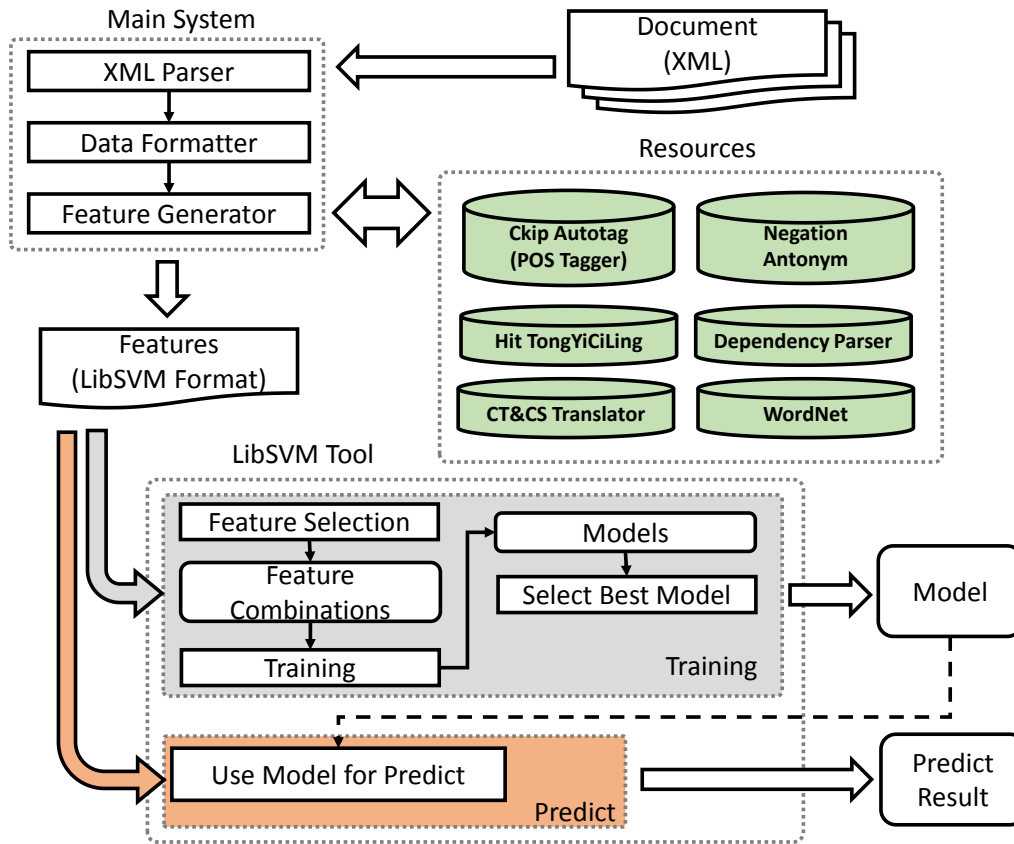 Main System
XML Parser
Data Formatter
Feature Generator
Document
(XML)
Resources
Ckip Autotag
(POS Tagger)
Negation
Antonym
Hit TongYiCiLing
Dependency Parser
CT&CS Translator
WordNet
Features
(LibSVM Format)
LibSVM Tool
Feature Selection
Feature
Combinations
Training
Models
Select Best Model
Training
Model
Use Model for Predict
Predict
Predict
Result